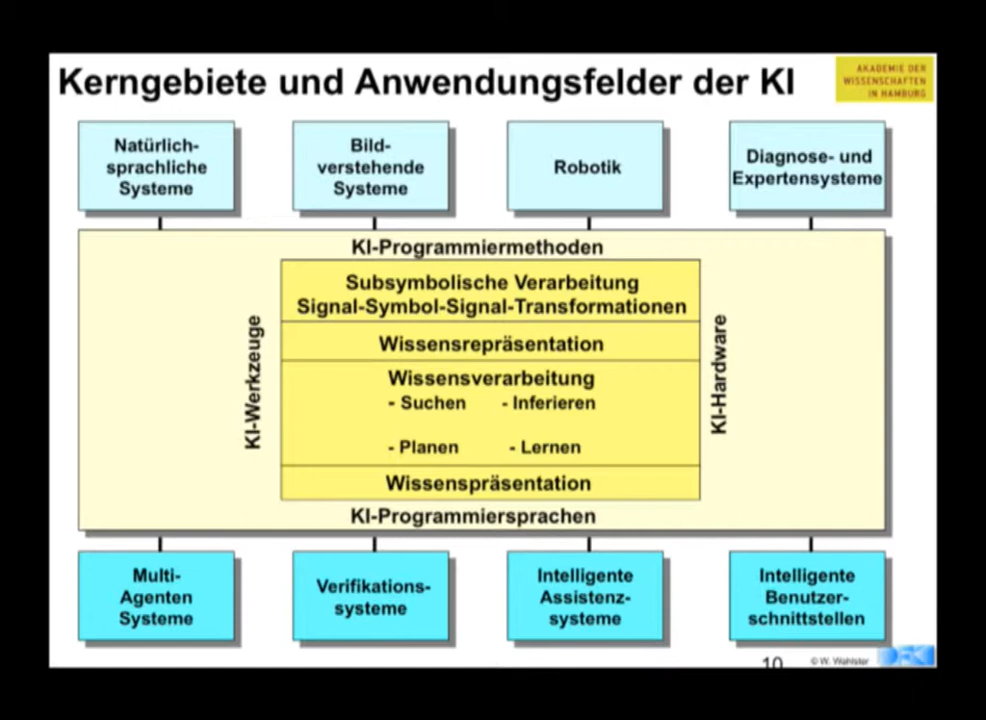 Kerngebiete und Anwendungsfelder der KI
AKADEMIE DER
WISSENSCHAFTEN
IN HAMBURG
Natürlich-
sprachliche
Systeme
Bild-
verstehende
Systeme
Robotik
Diagnose- und
Expertensysteme
KI-Programmiermethoden
Subsymbolische Verarbeitung
Signal-Symbol-Signal-Transformationen
KI-Werkzeuge
Wissensrepräsentation
Wissensverarbeitung
- Suchen - Inferieren
- Planen - Lernen
KI-Hardware
Wissenspräsentation
KI-Programmiersprachen
Multi-
Agenten
Systeme
Verifikations-
systeme
Intelligente
Assistenz-
systeme
Intelligente
Benutzer-
schnittstellen
10
© W. Wahlster
DFKI